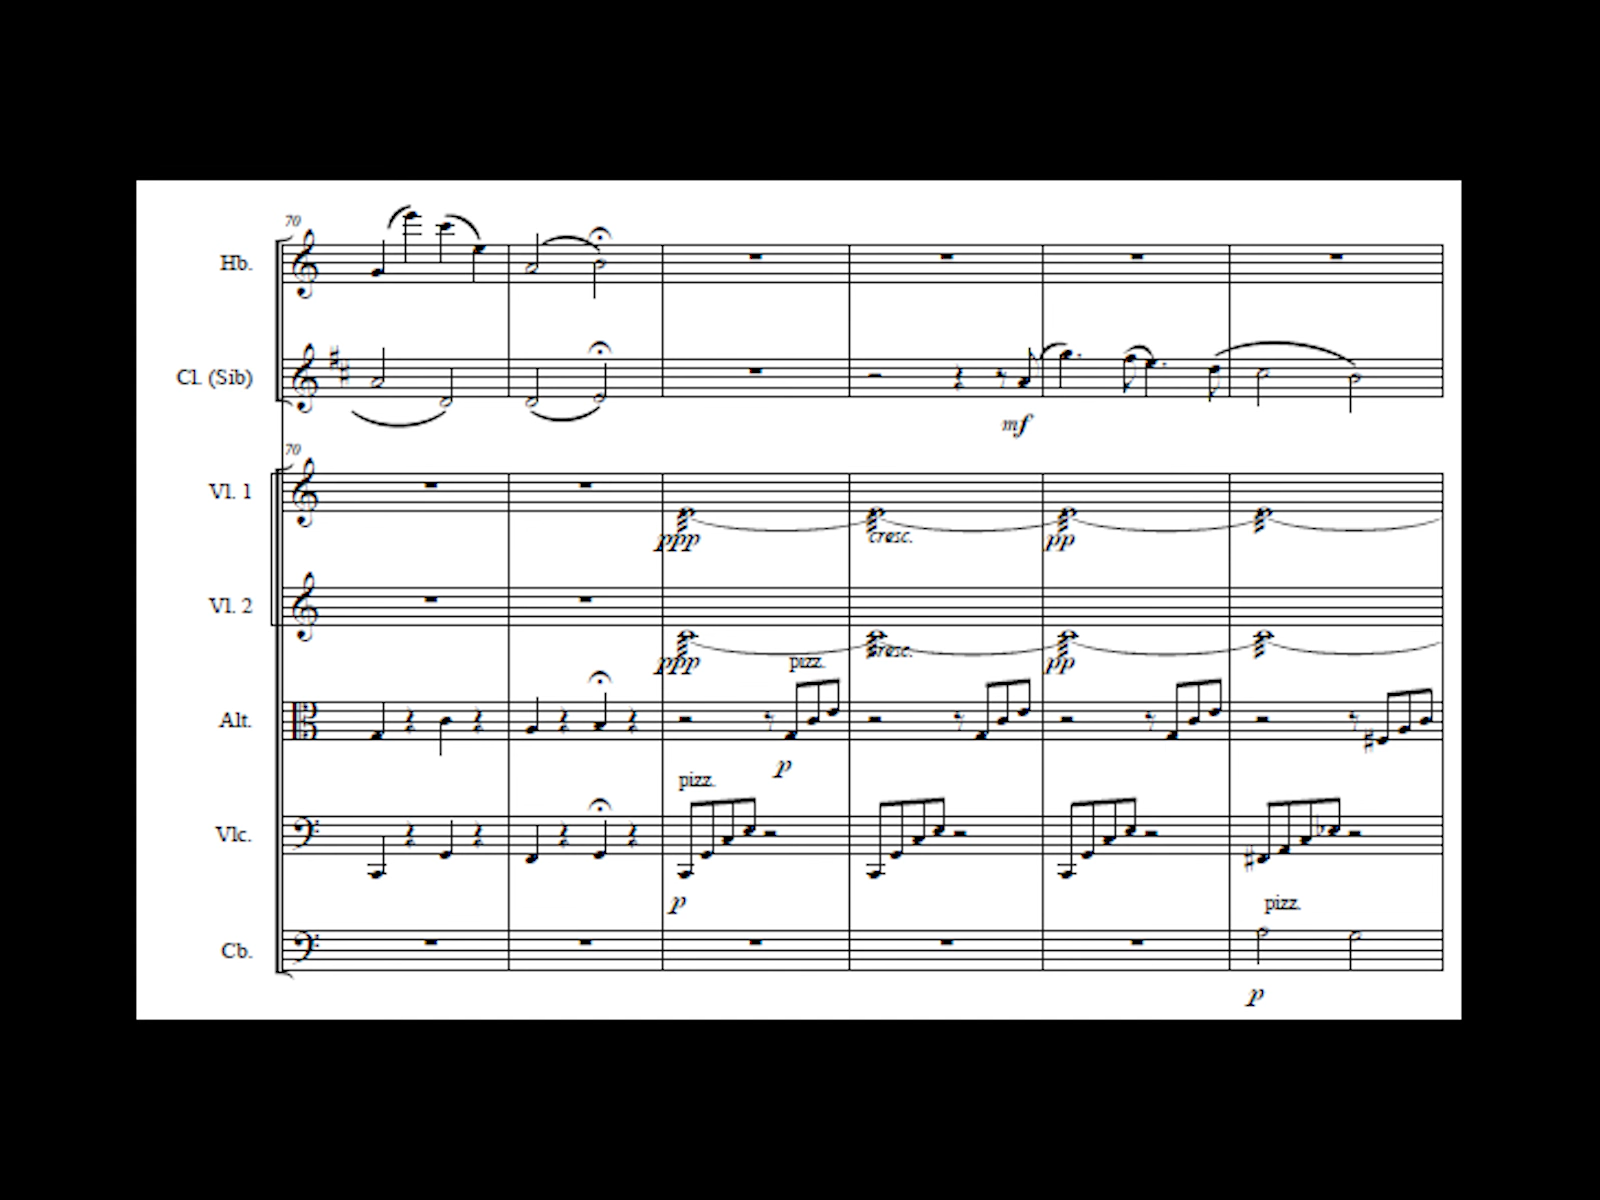 70
Hb.
Cl. (Sib)
mf
70
Vl. 1
ppp
cresc.
pp
Vl. 2
ppp
cresc.
pp
pizz.
Alt.
p
pizz.
Vlc.
p
pizz.
Cb.
p